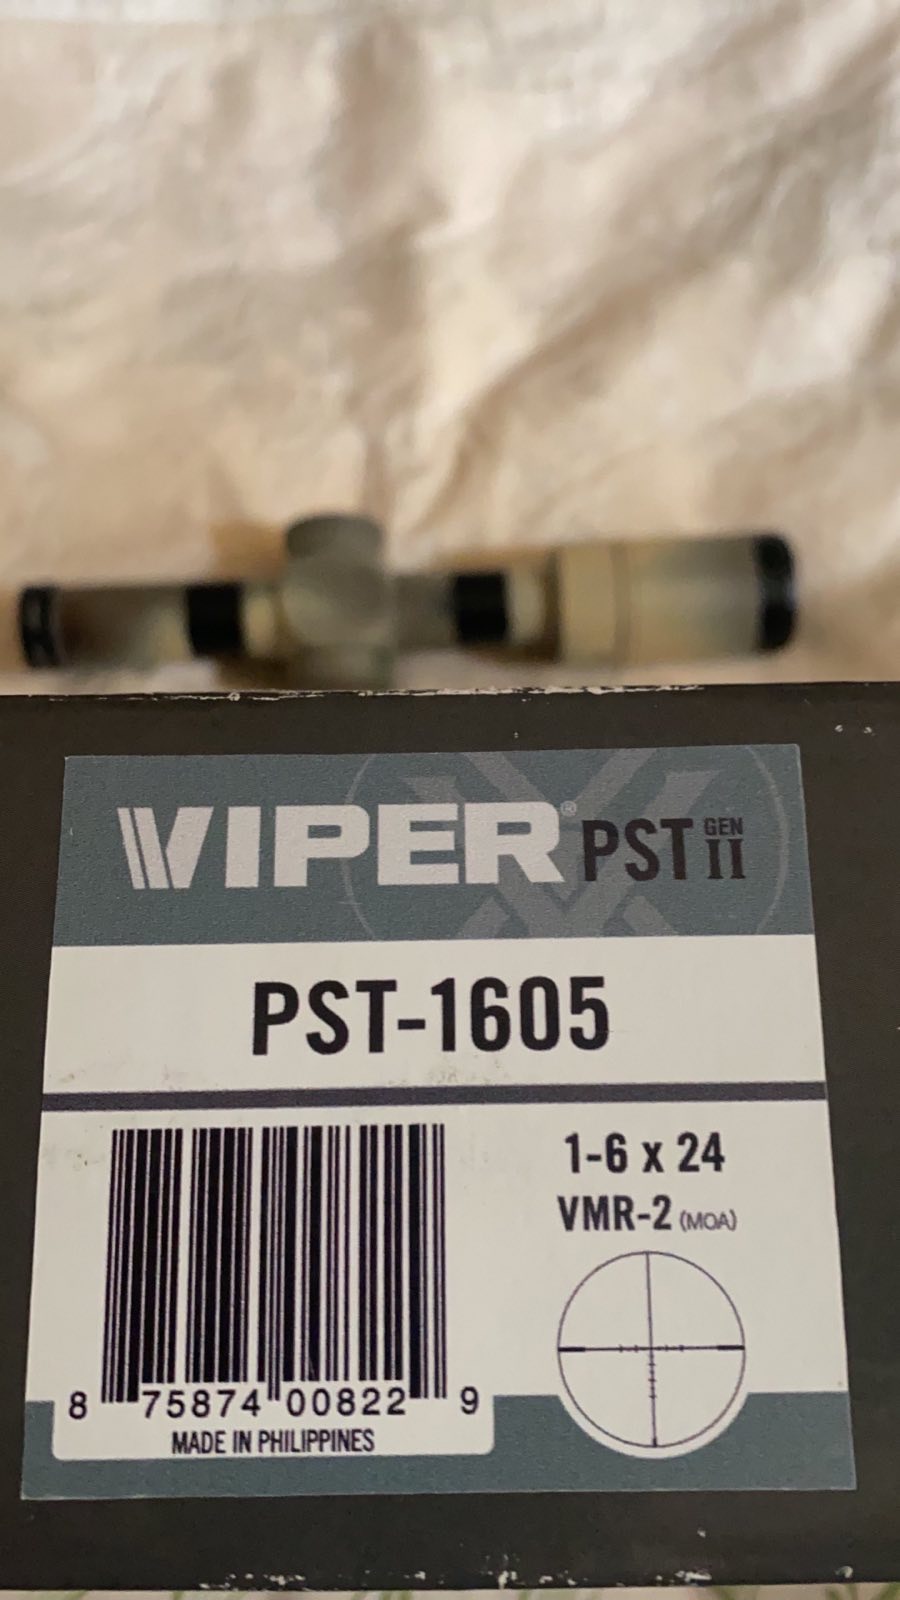 VIPER® PST GEN II
PST-1605
1-6 x 24
VMR-2 (MOA)
8 75874 00822 9
MADE IN PHILIPPINES